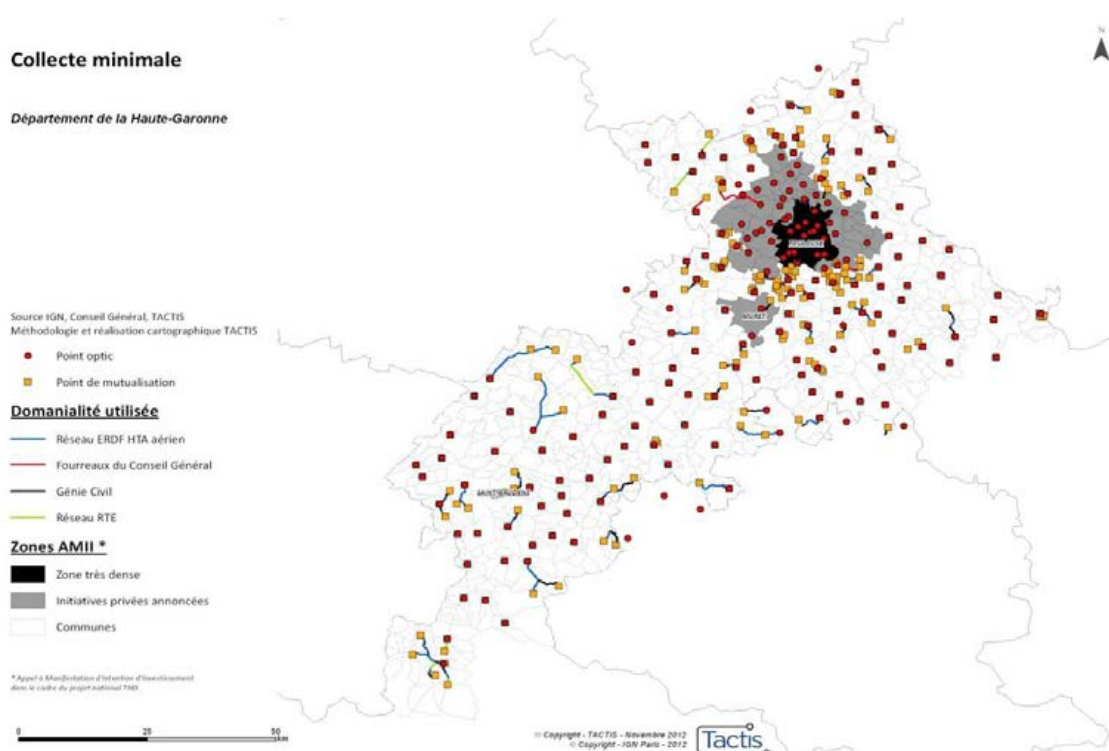 Collecte minimale
N
Département de la Haute-Garonne
Source IGN, Conseil Général, TACTIS
Méthodologie et réalisation cartographique TACTIS
Point optic
Point de mutualisation
Domanialité utilisée
Réseau ERDF HTA aérien
Fourreaux du Conseil Général
Génie Civil
Réseau RTE
Zones AMII *
Zone très dense
Initiatives privées annoncées
Communes
* Appel à Manifestation d'Intention d'Investissement
dans le cadre du projet national THD
0 25 50
km
© Copyright - TACTIS - Novembre 2012
© Copyright - IGN Paris - 2012
Tactis
TOULOUSE
MURET